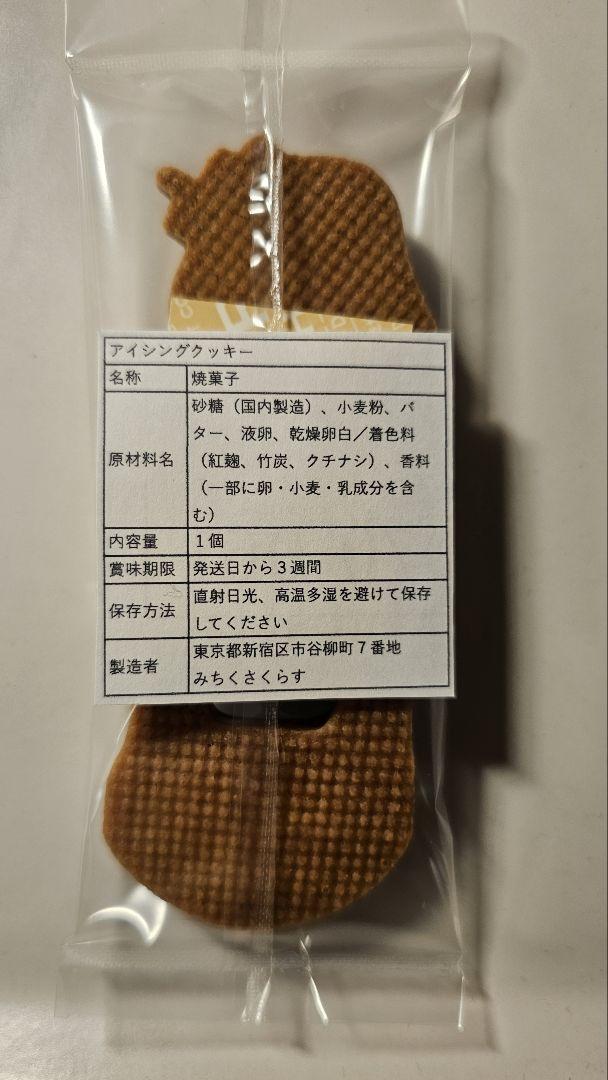 アイシングクッキー
名称 焼菓子
原材料名 砂糖（国内製造）、小麦粉、バ
ター、液卵、乾燥卵白／着色料
（紅麹、竹炭、クチナシ）、香料
（一部に卵・小麦・乳成分を含
む）
内容量 １個
賞味期限 発送日から３週間
保存方法 直射日光、高温多湿を避けて保存
してください
製造者 東京都新宿区市谷柳町７番地
みちくさくらす